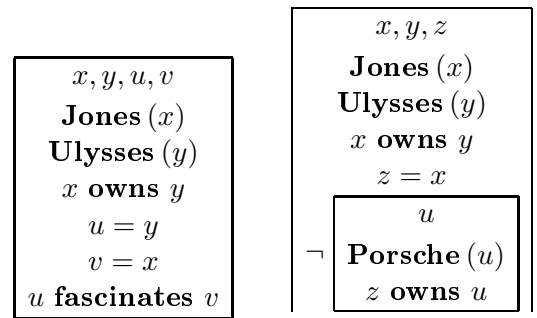 x, y, u, v
Jones (x)
Ulysses (y)
x owns y
u = y
v = x
u fascinates v
x, y, z
Jones (x)
Ulysses (y)
x owns y
z = x
u
¬ Porsche (u)
z owns u